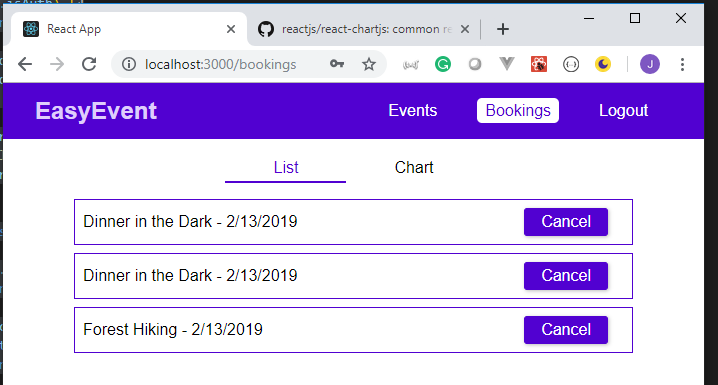 React App
reactjs/react-chartjs: common re
localhost:3000/bookings
J
EasyEvent
Events
Bookings
Logout
List
Chart
Dinner in the Dark - 2/13/2019
Cancel
Dinner in the Dark - 2/13/2019
Cancel
Forest Hiking - 2/13/2019
Cancel